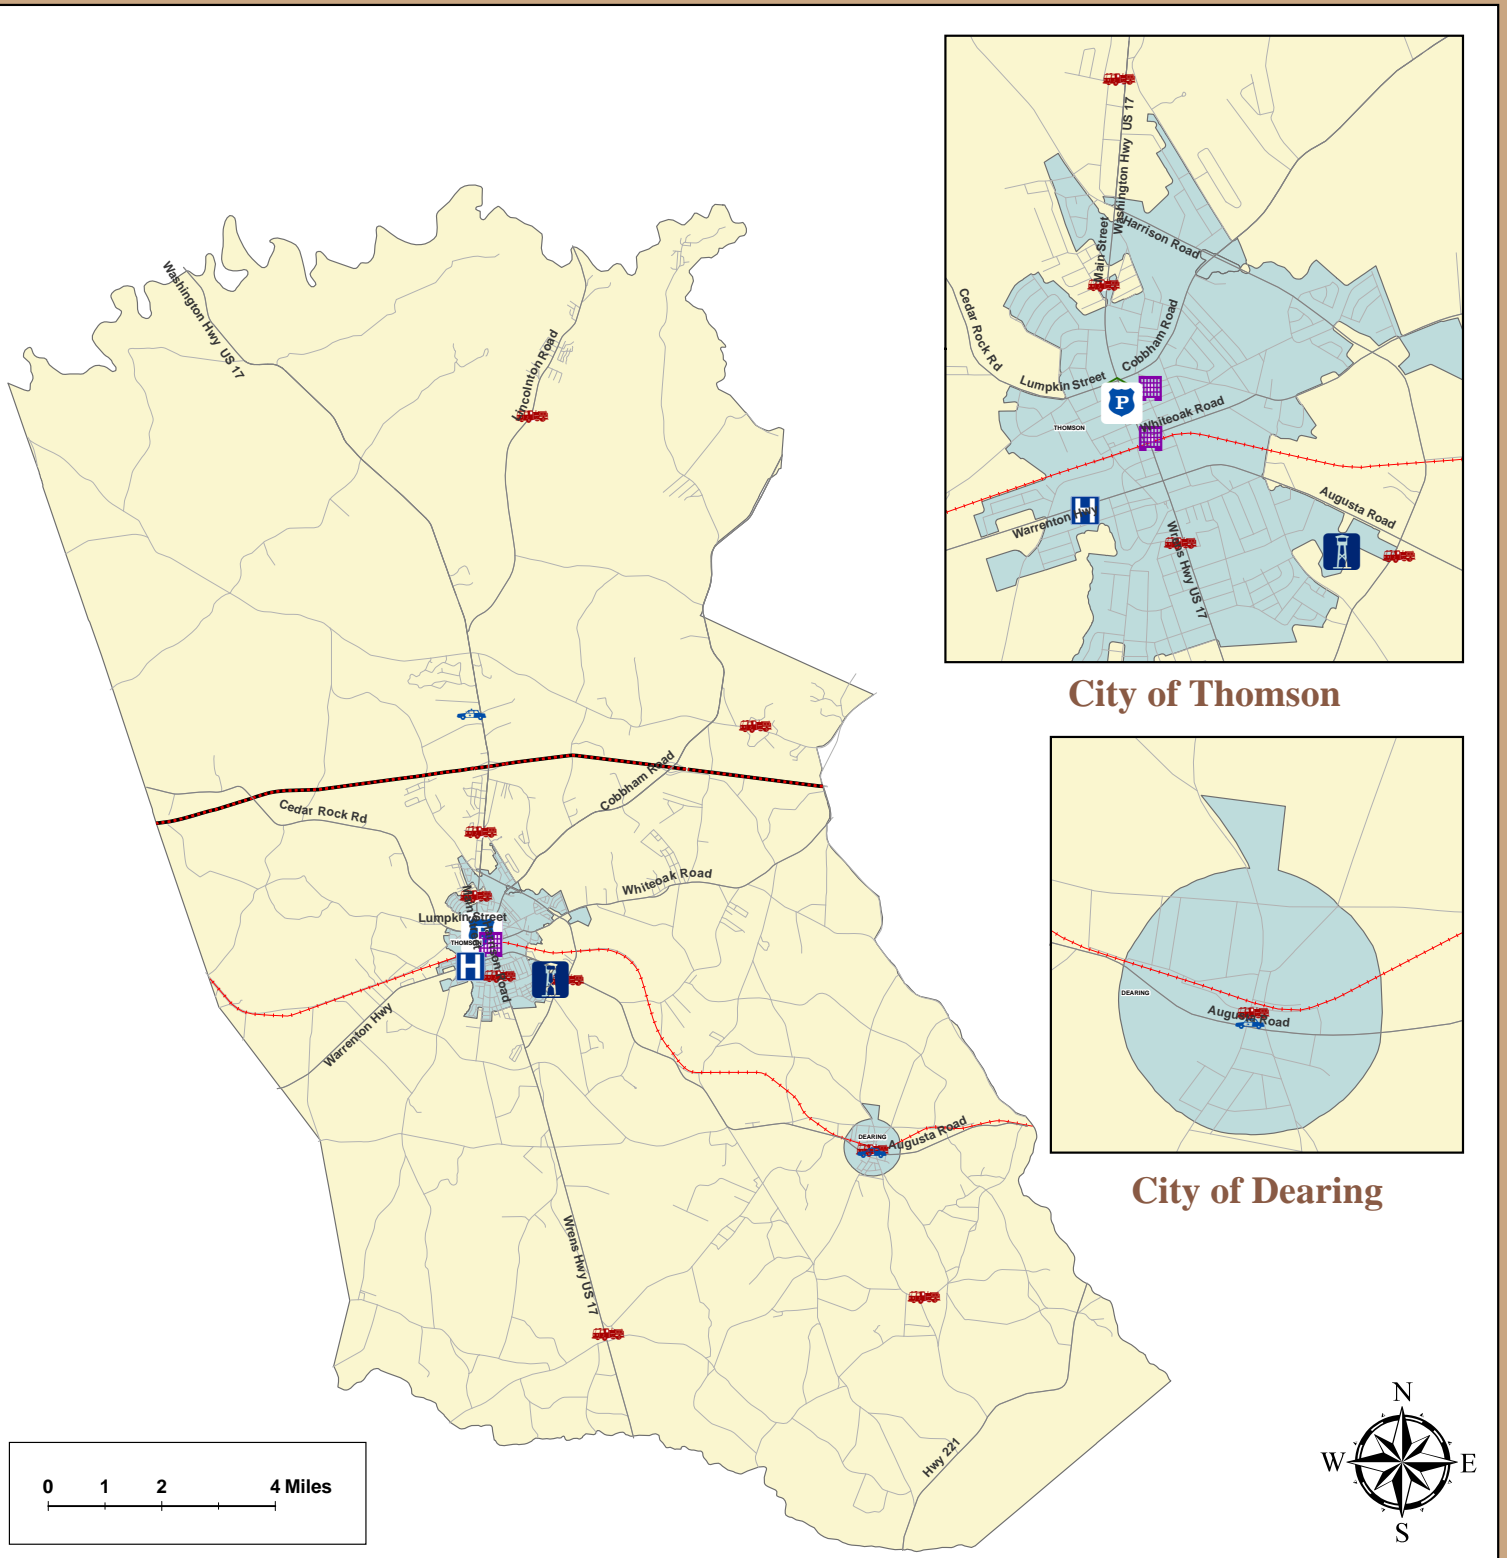 Washington Hwy US 17
Lincolnton Road
Cobbham Road
Cedar Rock Rd
Whiteoak Road
Lumpkin Street
THOMSON
H
Warrenton Hwy
DEARING
Augusta Road
Wrens Hwy US 17
Hwy 221
Washington Hwy US 17
Main Street
Harrison Road
Cedar Rock Rd
Cobbham Road
Lumpkin Street
P
Whiteoak Road
THOMSON
H
Warrenton Hwy
Augusta Road
Wrens Hwy US 17
City of Thomson
DEARING
Augusta Road
City of Dearing
0 1 2 4 Miles
N
W E
S